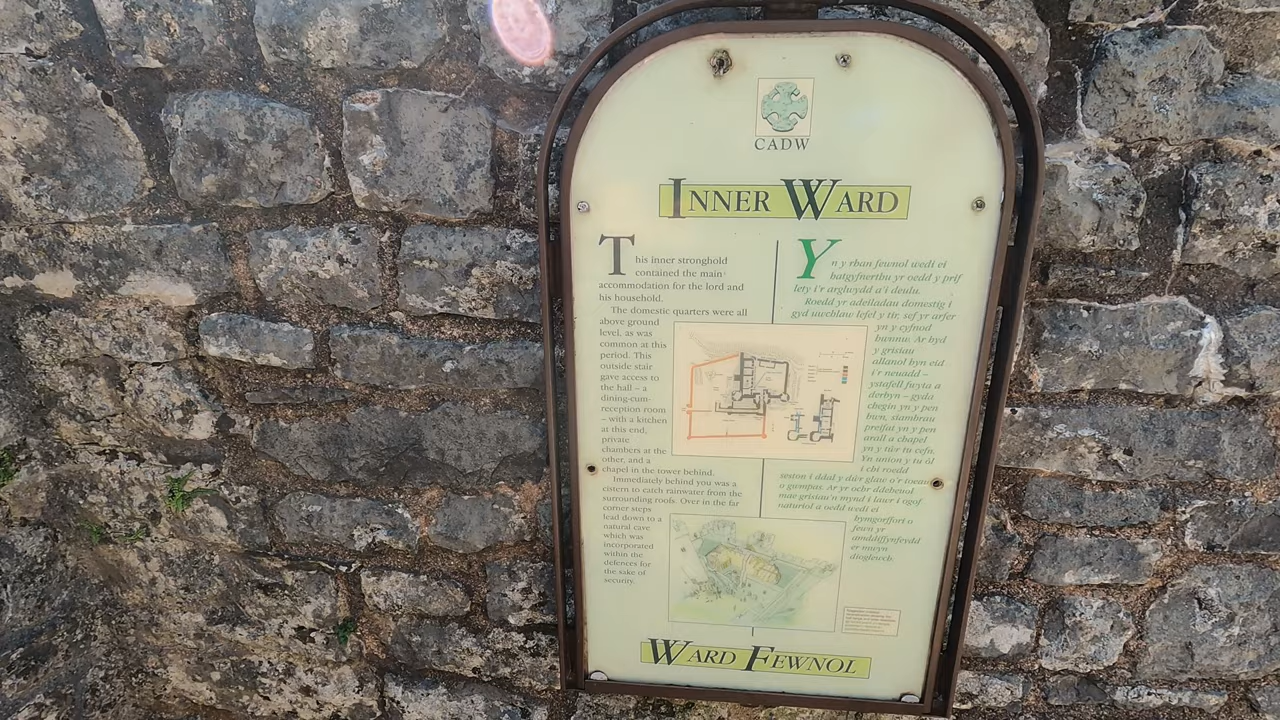 CADW
INNER WARD
This inner stronghold
contained the main
accommodation for the lord and
his household.
The domestic quarters were all
above ground
level, as was
common at this
period. This
outside stair
gave access to
the hall – a
dining-cum-
reception room
– with a kitchen
at this end,
private
chambers at the
other, and a
chapel in the tower behind.
Immediately behind you was a
cistern to catch rainwater from the
surrounding roofs. Over in the far
corner steps
lead down to a
natural cave
which was
incorporated
within the
defences for
the sake of
security.
Yn y rhan fewnol wedi ei
hatgyfnerthu yr oedd y prif
lety i'r arglwydd a'i deulu.
Roedd yr adeiladau domestig i
gyd uwchlaw lefel y tir, sef yr arfer
yn y cyfnod
hwnnw. Ar hyd
y grisiau
allanol hyn eid
i'r neuadd –
ystafell fwyta a
derbyn – gyda
chegin yn y pen
hwn, siambrau
preifat yn y pen
arall a chapel
yn y tŵr tu cefn.
Yn union y tu ôl
i chi roedd
seston i ddal y dŵr glaw o'r toeau
o gwmpas. Ar yr ochr ddeheuol
mae grisiau'n mynd i lawr i ogof
naturiol a oedd wedi ei
hymgorffori o
fewn yr
amddiffynfeydd
er mwyn
diogelwch.
WARD FEWNOL